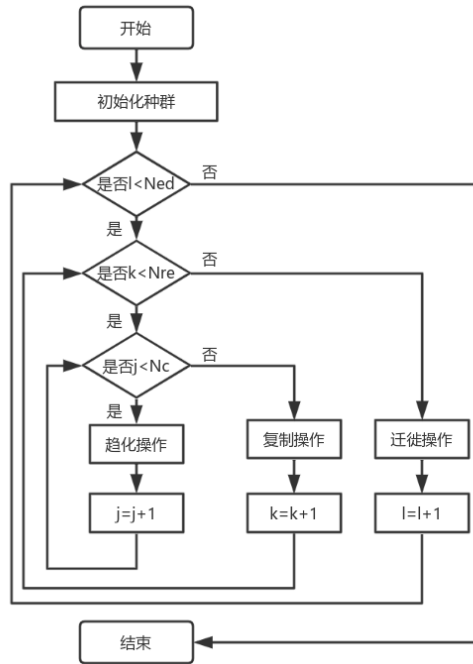 开始
初始化种群
是否l<Ned
否
是
是否k<Nre
否
是
是否j<Nc
否
是
趋化操作
复制操作
迁徙操作
j=j+1
k=k+1
l=l+1
结束